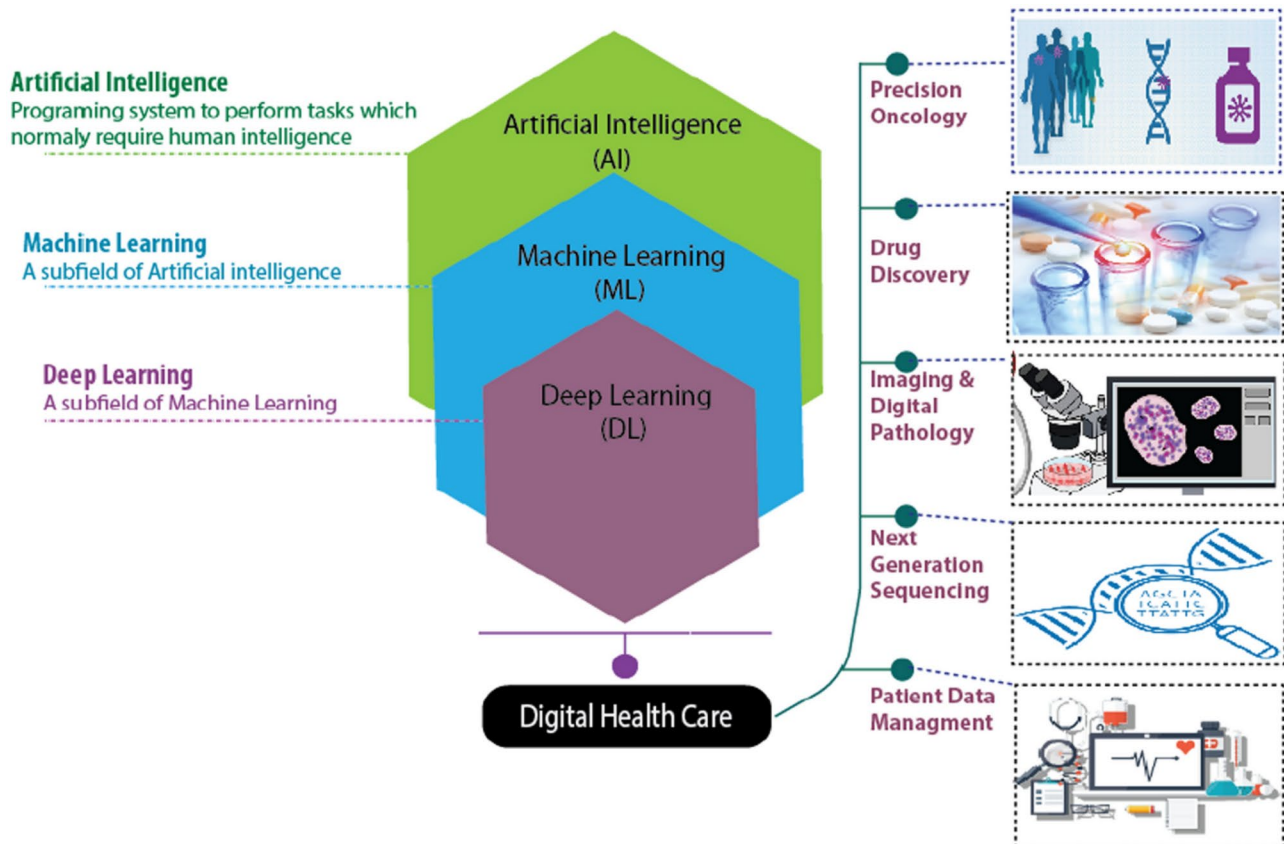 Artificial Intelligence
Programing system to perform tasks which
normaly require human intelligence
Machine Learning
A subfield of Artificial intelligence
Deep Learning
A subfield of Machine Learning
Artificial Intelligence
(AI)
Machine Learning
(ML)
Deep Learning
(DL)
Digital Health Care
Precision
Oncology
Drug
Discovery
Imaging &
Digital
Pathology
Next
Generation
Sequencing
Patient Data
Managment
TCATTC
TTATTG